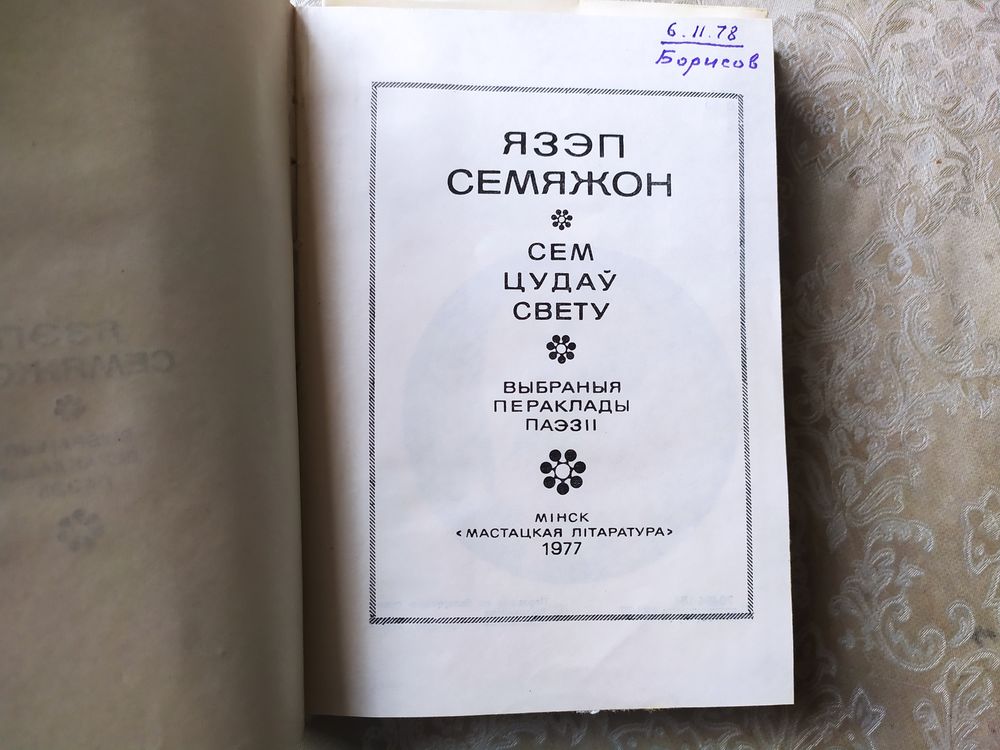 6.11.78
Борисов
ЯЗЭП
СЕМЯЖОН
СЕМ
ЦУДАЎ
СВЕТУ
ВЫБРАНЫЯ
ПЕРАКЛАДЫ
ПАЭЗІІ
МІНСК
«МАСТАЦКАЯ ЛІТАРАТУРА»
1977